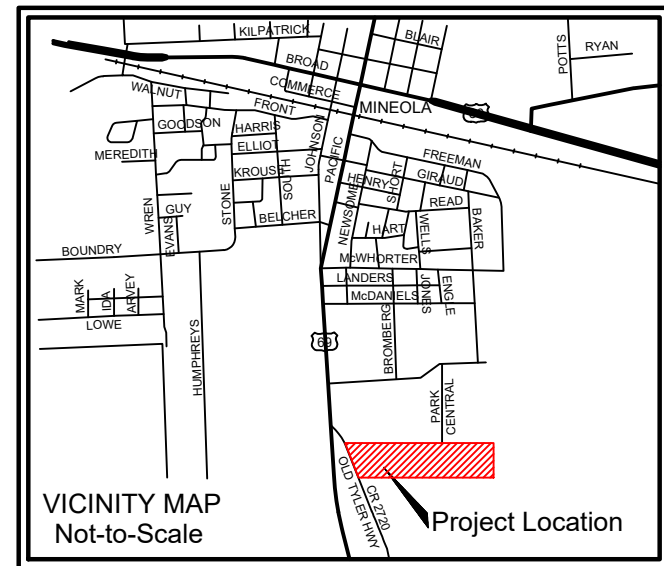 KILPATRICK
BLAIR
BROAD
POTTS
RYAN
COMMERCE
WALNUT
FRONT
MINEOLA
GOODSON
HARRIS
JOHNSON
PACIFIC
MEREDITH
ELLIOT
FREEMAN
KROUSE
SOUTH
HENRY
SHORT
GIRAUD
WREN
GUY
STONE
BELCHER
NEWSOME
READ
EVANS
HART
WELLS
BAKER
BOUNDRY
McWHORTER
MARK
IDA
ARVEY
LANDERS
McDANIELS
JONES
ENGLE
LOWE
HUMPHREYS
69
BROMBERG
PARK
CENTRAL
OLD TYLER HWY
CR 2720
VICINITY MAP
Not-to-Scale
Project Location